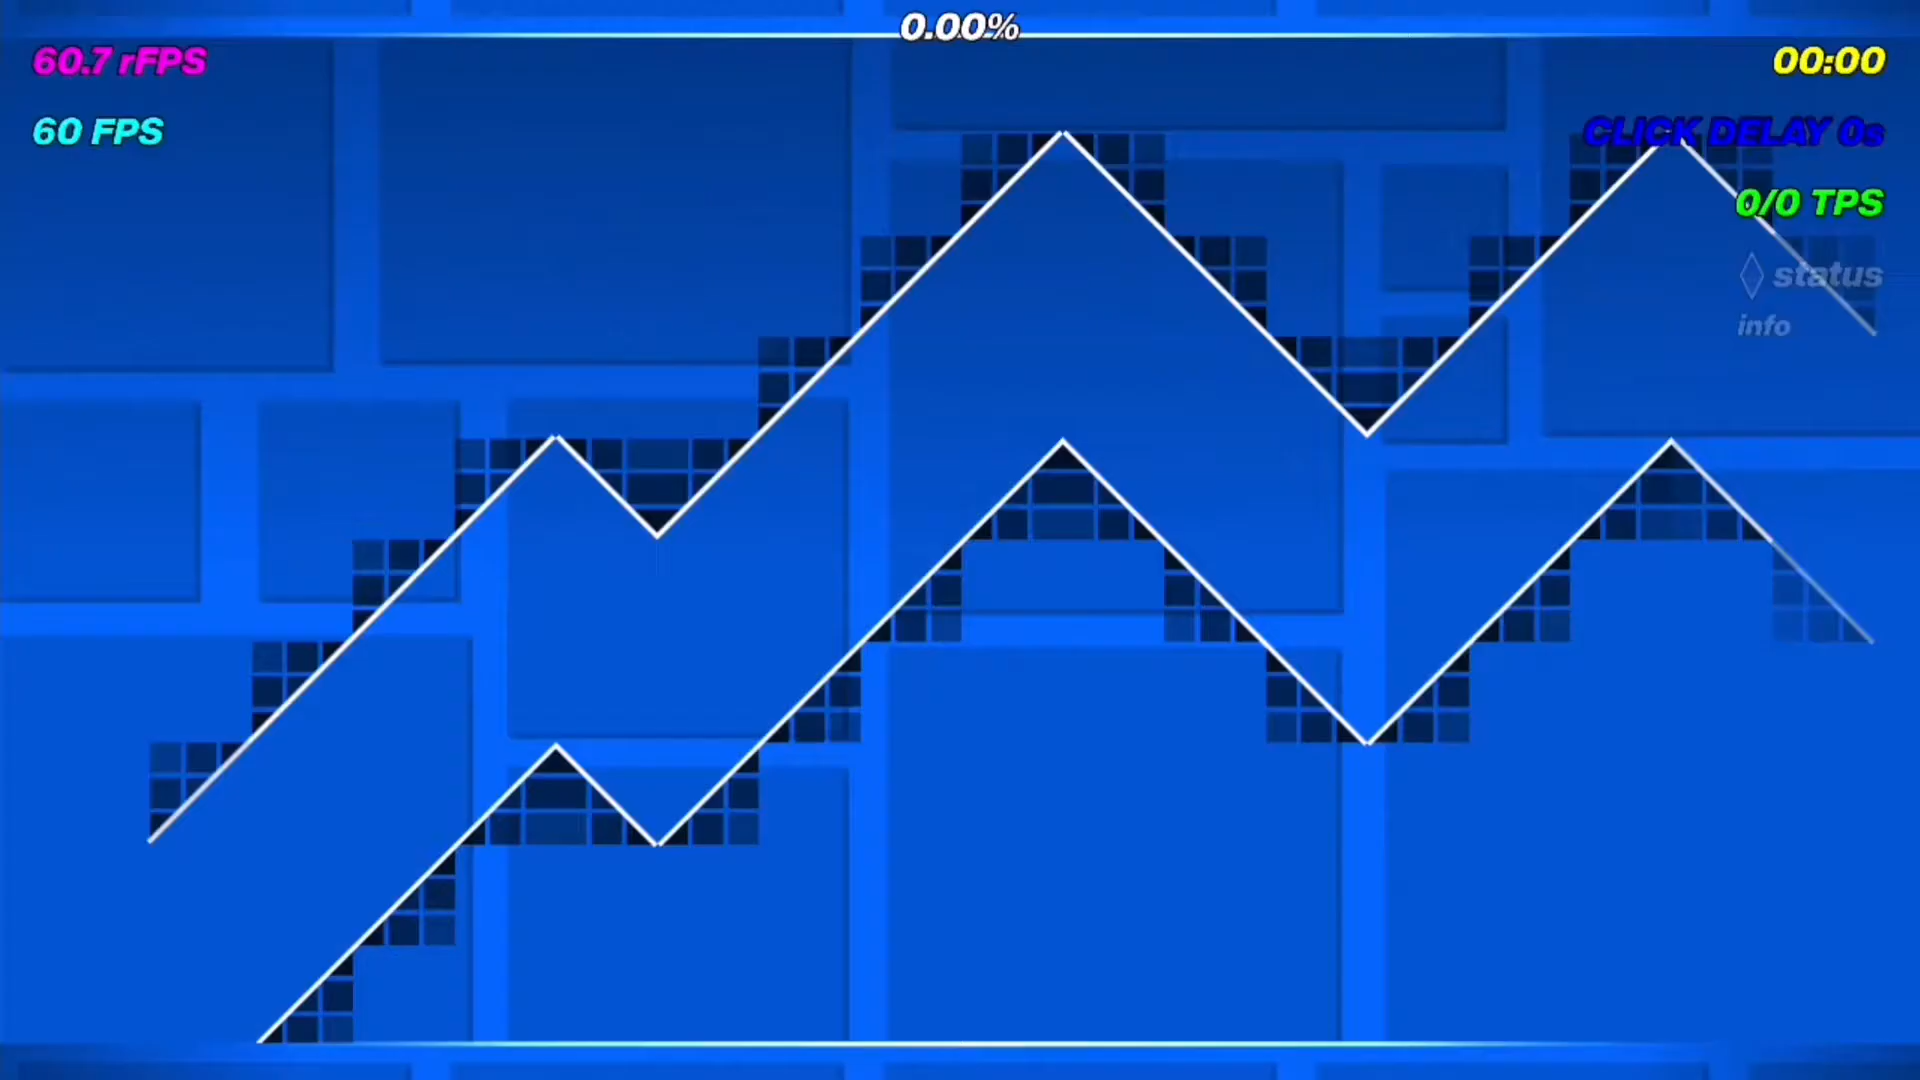 0.00%
60.7 rFPS
00:00
60 FPS
CLICK DELAY 0s
0/0 TPS
status
info